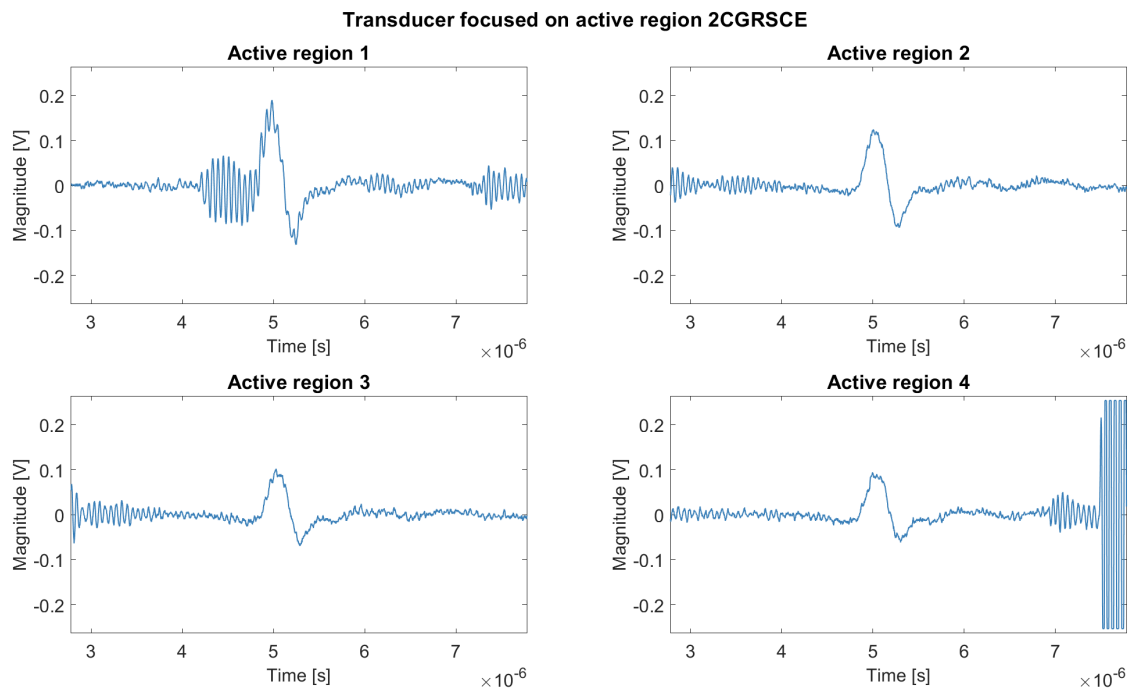 Transducer focused on active region 2CGRSCE
Active region 1
Magnitude [V]
0.2
0.1
0
-0.1
-0.2
3 4 5 6 7
Time [s]
×10-6
Active region 2
Magnitude [V]
0.2
0.1
0
-0.1
-0.2
3 4 5 6 7
Time [s]
×10-6
Active region 3
Magnitude [V]
0.2
0.1
0
-0.1
-0.2
3 4 5 6 7
Time [s]
×10-6
Active region 4
Magnitude [V]
0.2
0.1
0
-0.1
-0.2
3 4 5 6 7
Time [s]
×10-6